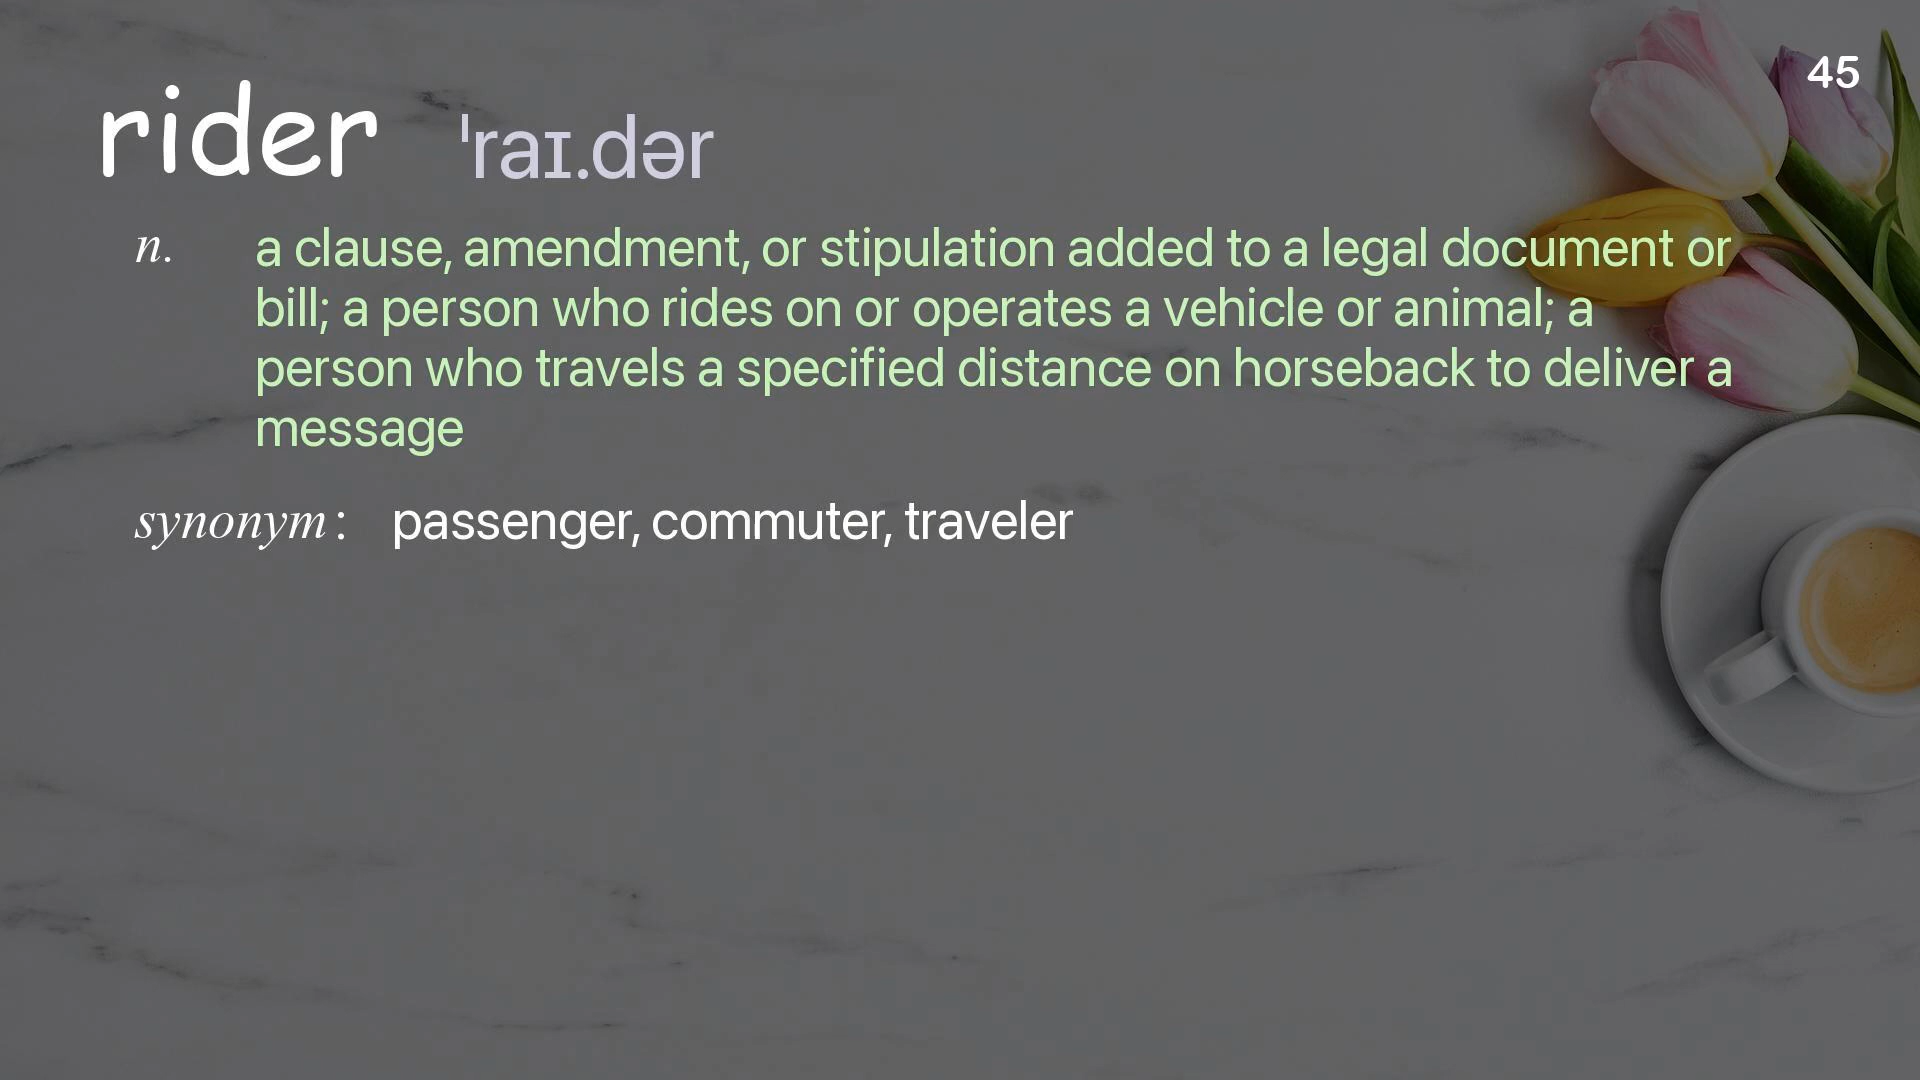 45
rider ˈraɪ.dər
n. a clause, amendment, or stipulation added to a legal document or
bill; a person who rides on or operates a vehicle or animal; a
person who travels a specified distance on horseback to deliver a
message
synonym: passenger, commuter, traveler